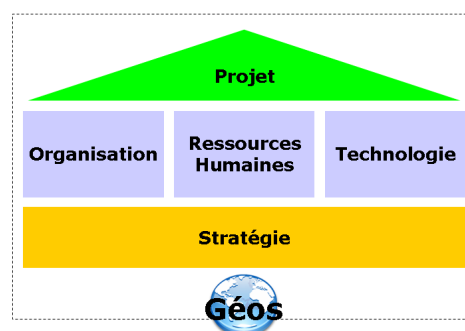 Projet
Organisation
Ressources
Humaines
Technologie
Stratégie
Géos